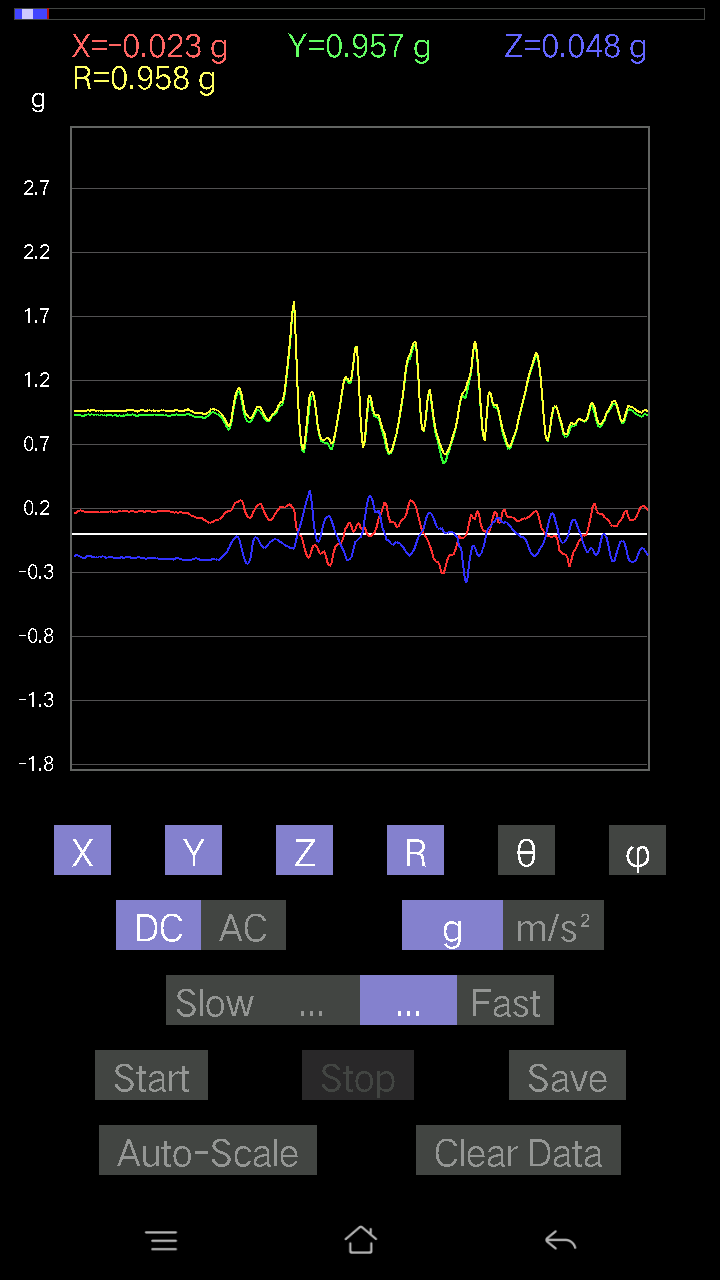 X=-0.023 g Y=0.957 g Z=0.048 g
R=0.958 g
g
2.7
2.2
1.7
1.2
0.7
0.2
-0.3
-0.8
-1.3
-1.8
X Y Z R θ φ
DC AC g m/s²
Slow ... ... Fast
Start Stop Save
Auto-Scale Clear Data